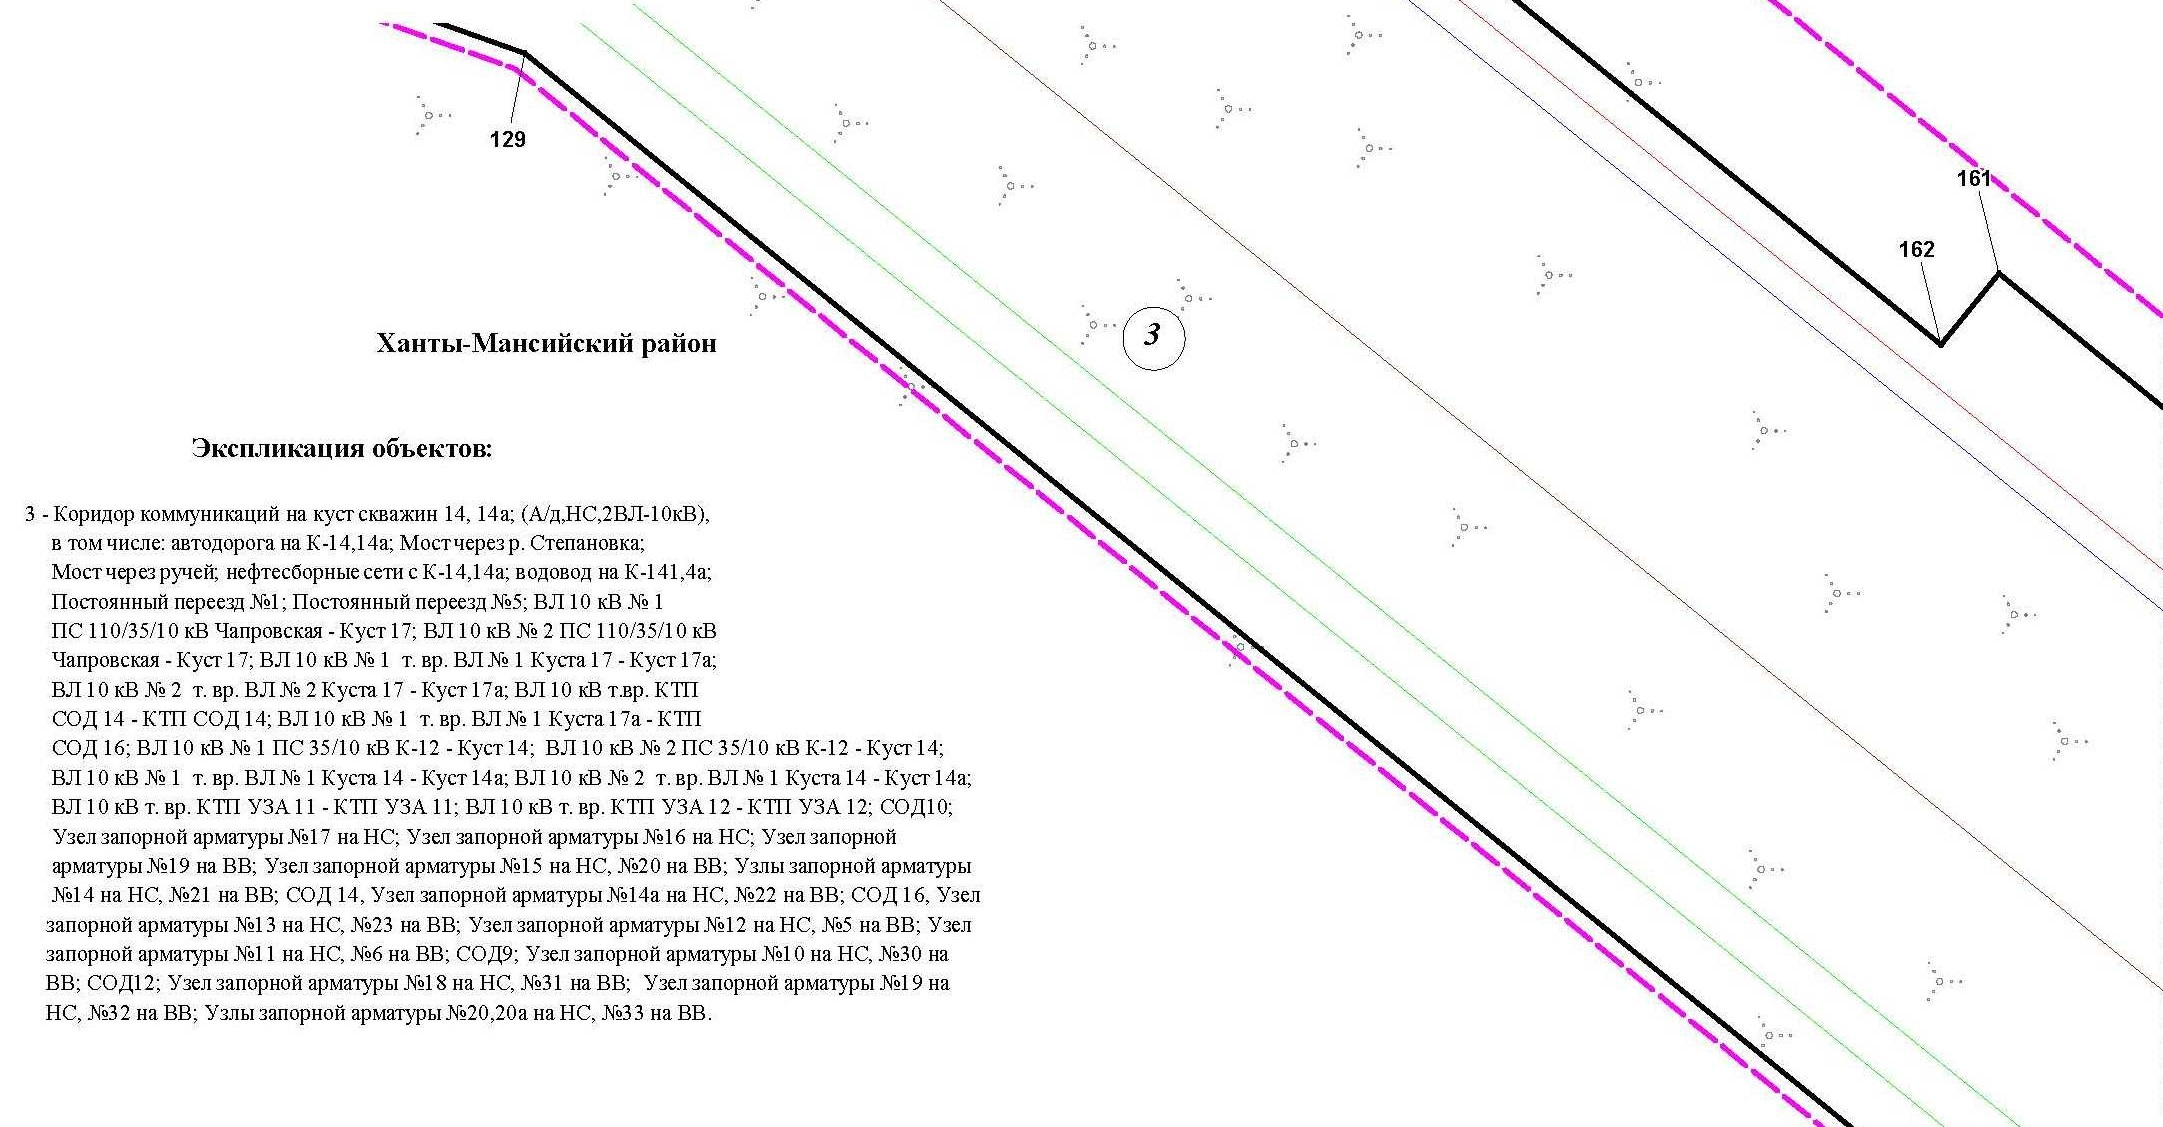 129
161
162
3
Ханты-Мансийский район
Экспликация объектов:
3 - Коридор коммуникаций на куст скважин 14, 14а; (А/д,НС,2ВЛ-10кВ),
в том числе: автодорога на К-14,14а; Мост через р. Степановка;
Мост через ручей; нефтесборные сети с К-14,14а; водовод на К-141,4а;
Постоянный переезд №1; Постоянный переезд №5; ВЛ 10 кВ № 1
ПС 110/35/10 кВ Чапровская - Куст 17; ВЛ 10 кВ № 2 ПС 110/35/10 кВ
Чапровская - Куст 17; ВЛ 10 кВ № 1 т. вр. ВЛ № 1 Куста 17 - Куст 17а;
ВЛ 10 кВ № 2 т. вр. ВЛ № 2 Куста 17 - Куст 17а; ВЛ 10 кВ т.вр. КТП
СОД 14 - КТП СОД 14; ВЛ 10 кВ № 1 т. вр. ВЛ № 1 Куста 17а - КТП
СОД 16; ВЛ 10 кВ № 1 ПС 35/10 кВ К-12 - Куст 14; ВЛ 10 кВ № 2 ПС 35/10 кВ К-12 - Куст 14;
ВЛ 10 кВ № 1 т. вр. ВЛ № 1 Куста 14 - Куст 14а; ВЛ 10 кВ № 2 т. вр. ВЛ № 1 Куста 14 - Куст 14а;
ВЛ 10 кВ т. вр. КТП УЗА 11 - КТП УЗА 11; ВЛ 10 кВ т. вр. КТП УЗА 12 - КТП УЗА 12; СОД10;
Узел запорной арматуры №17 на НС; Узел запорной арматуры №16 на НС; Узел запорной
арматуры №19 на ВВ; Узел запорной арматуры №15 на НС, №20 на ВВ; Узлы запорной арматуры
№14 на НС, №21 на ВВ; СОД 14, Узел запорной арматуры №14а на НС, №22 на ВВ; СОД 16, Узел
запорной арматуры №13 на НС, №23 на ВВ; Узел запорной арматуры №12 на НС, №5 на ВВ; Узел
запорной арматуры №11 на НС, №6 на ВВ; СОД9; Узел запорной арматуры №10 на НС, №30 на
ВВ; СОД12; Узел запорной арматуры №18 на НС, №31 на ВВ; Узел запорной арматуры №19 на
НС, №32 на ВВ; Узлы запорной арматуры №20,20а на НС, №33 на ВВ.